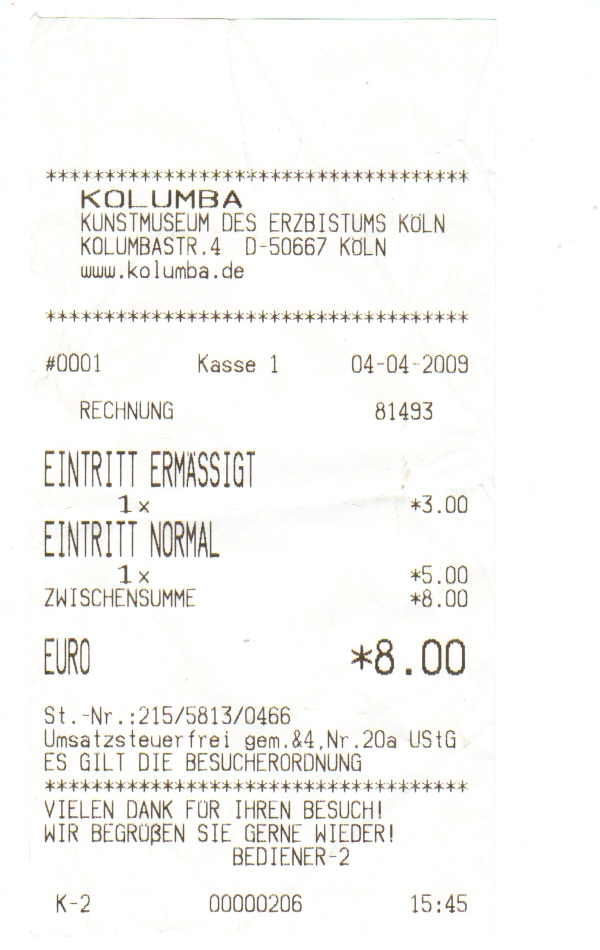 ************************************
KOLUMBA
KUNSTMUSEUM DES ERZBISTUMS KÖLN
KOLUMBASTR.4 D-50667 KÖLN
www.kolumba.de
************************************
#0001 Kasse 1 04-04-2009
RECHNUNG 81493
EINTRITT ERMÄSSIGT
1x *3.00
EINTRITT NORMAL
1x *5.00
ZWISCHENSUMME *8.00
EURO *8.00
St.-Nr.:215/5813/0466
Umsatzsteuerfrei gem.&4,Nr.20a UStG
ES GILT DIE BESUCHERORDNUNG
************************************
VIELEN DANK FÜR IHREN BESUCH!
WIR BEGRÜßEN SIE GERNE WIEDER!
BEDIENER-2
K-2 00000206 15:45